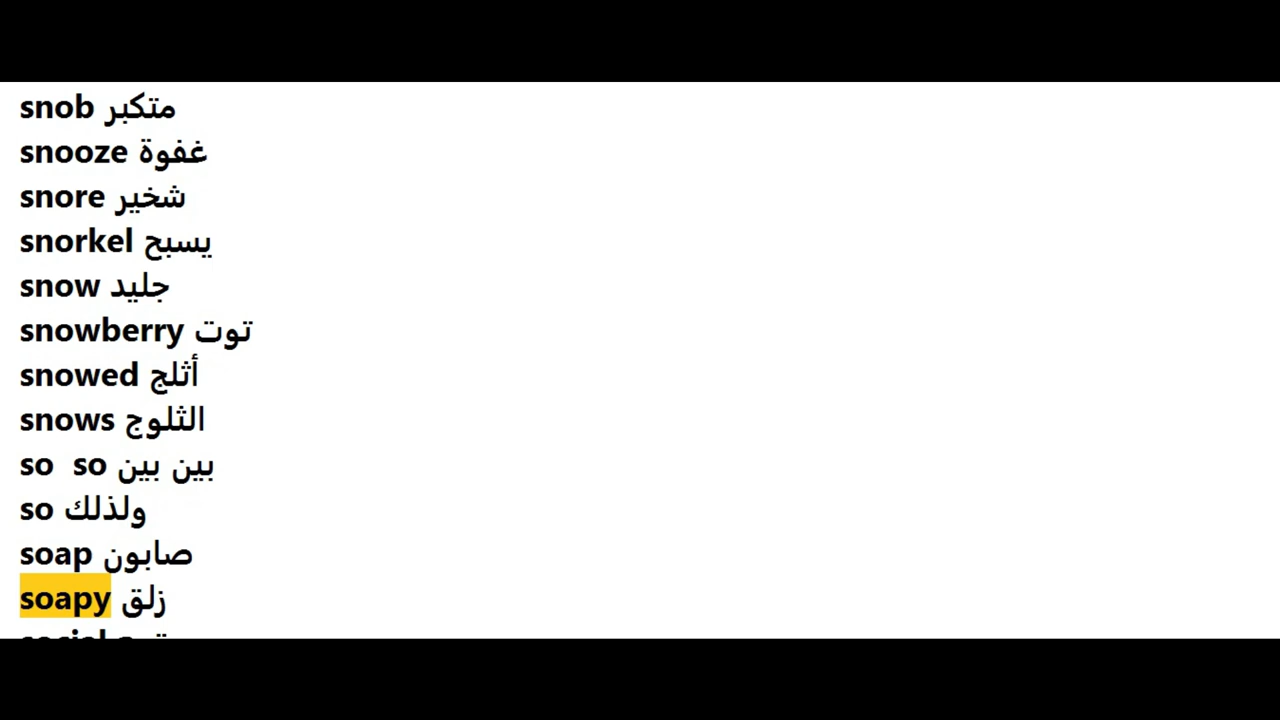 snob متكبر
snooze غفوة
snore شخير
snorkel يسبح
snow جليد
snowberry توت
snowed أثلج
snows الثلوج
so  so بين بين
so ولذلك
soap صابون
soapy زلق